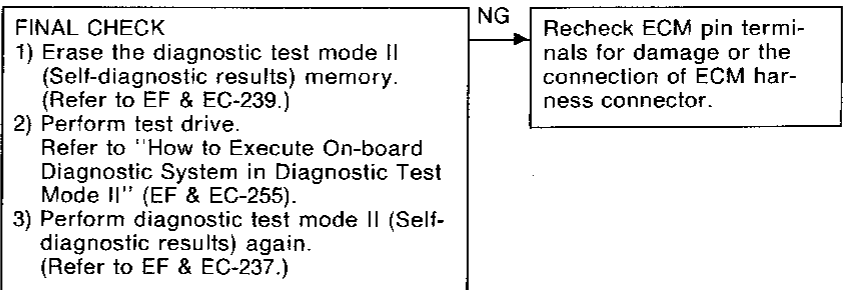 FINAL CHECK
1) Erase the diagnostic test mode II
(Self-diagnostic results) memory.
(Refer to EF & EC-239.)
2) Perform test drive.
Refer to "How to Execute On-board
Diagnostic System in Diagnostic Test
Mode II" (EF & EC-255).
3) Perform diagnostic test mode II (Self-
diagnostic results) again.
(Refer to EF & EC-237.)
NG
Recheck ECM pin termi-
nals for damage or the
connection of ECM har-
ness connector.